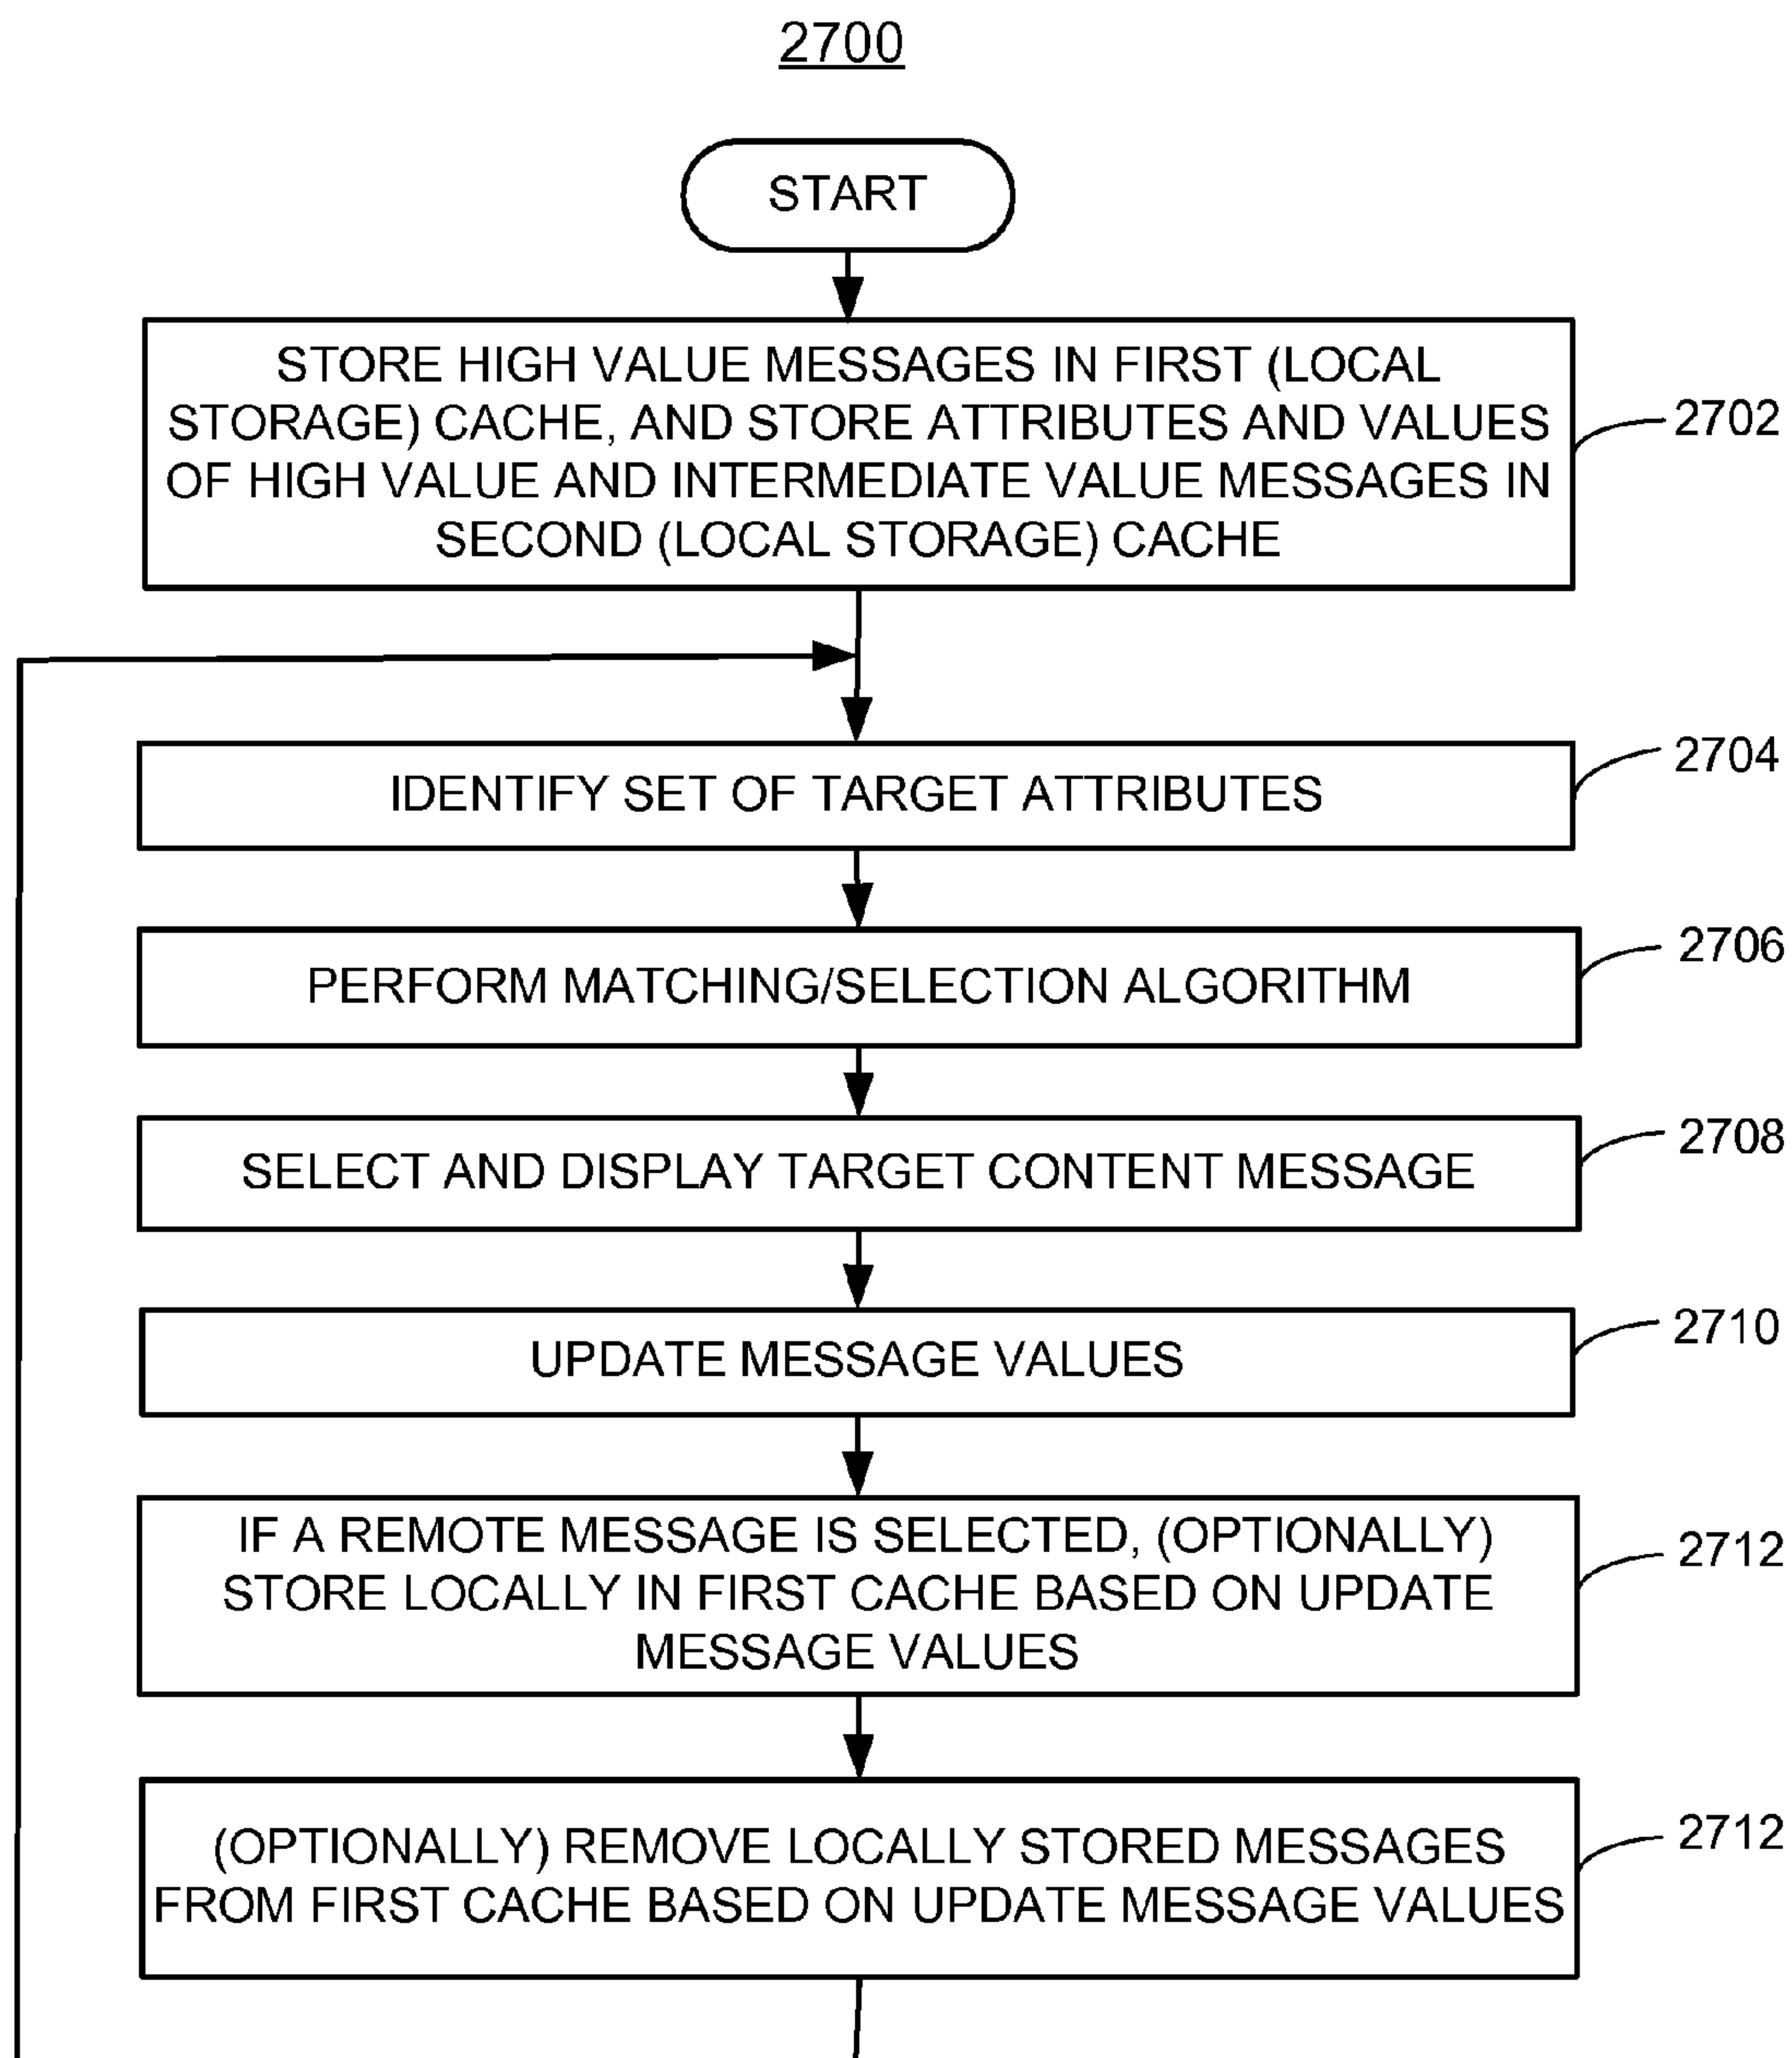 2700
START
STORE HIGH VALUE MESSAGES IN FIRST (LOCAL
STORAGE) CACHE, AND STORE ATTRIBUTES AND VALUES
OF HIGH VALUE AND INTERMEDIATE VALUE MESSAGES IN
SECOND (LOCAL STORAGE) CACHE
2702
IDENTIFY SET OF TARGET ATTRIBUTES
2704
PERFORM MATCHING/SELECTION ALGORITHM
2706
SELECT AND DISPLAY TARGET CONTENT MESSAGE
2708
UPDATE MESSAGE VALUES
2710
IF A REMOTE MESSAGE IS SELECTED, (OPTIONALLY)
STORE LOCALLY IN FIRST CACHE BASED ON UPDATE
MESSAGE VALUES
2712
(OPTIONALLY) REMOVE LOCALLY STORED MESSAGES
FROM FIRST CACHE BASED ON UPDATE MESSAGE VALUES
2712